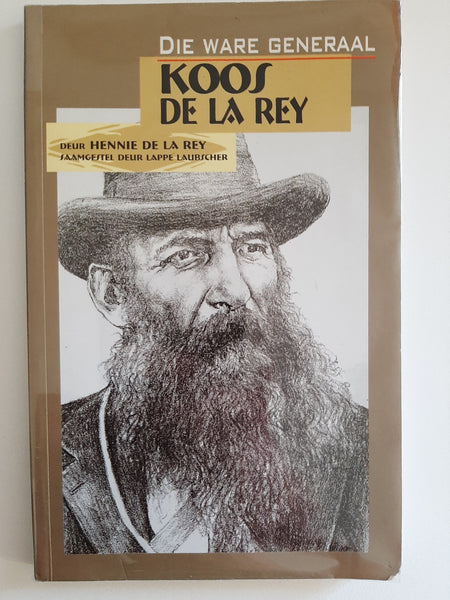 DIE WARE GENERAAL
KOOS
DE LA REY
DEUR HENNIE DE LA REY
SAAMGESTEL DEUR LAPPE LAUBSCHER